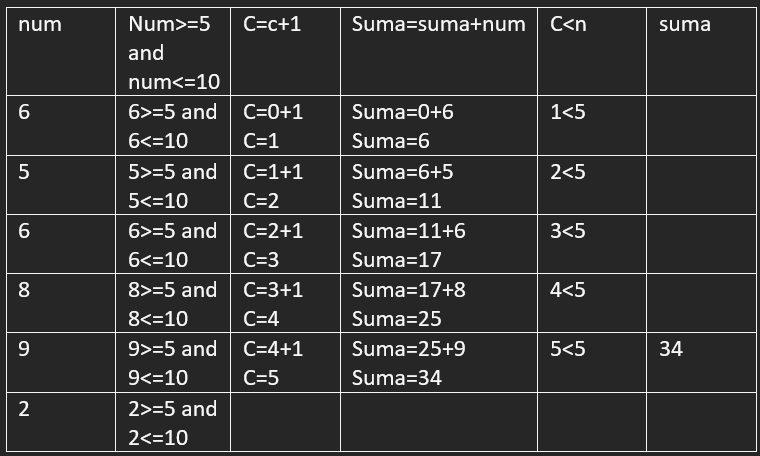 num Num>=5 C=c+1 Suma=suma+num C<n suma
and
num<=10
6 6>=5 and C=0+1 Suma=0+6 1<5
6<=10 C=1 Suma=6
5 5>=5 and C=1+1 Suma=6+5 2<5
5<=10 C=2 Suma=11
6 6>=5 and C=2+1 Suma=11+6 3<5
6<=10 C=3 Suma=17
8 8>=5 and C=3+1 Suma=17+8 4<5
8<=10 C=4 Suma=25
9 9>=5 and C=4+1 Suma=25+9 5<5 34
9<=10 C=5 Suma=34
2 2>=5 and
2<=10